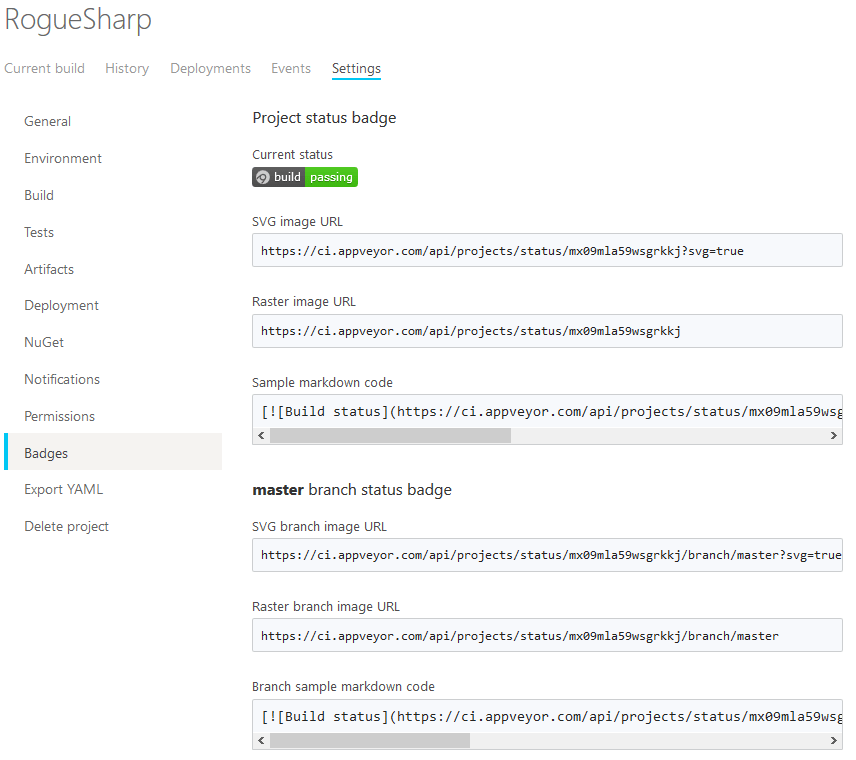 RogueSharp
Current build History Deployments Events Settings
General
Environment
Build
Tests
Artifacts
Deployment
NuGet
Notifications
Permissions
Badges
Export YAML
Delete project
Project status badge
Current status
build passing
SVG image URL
https://ci.appveyor.com/api/projects/status/mx09mla59wsgrkkj?svg=true
Raster image URL
https://ci.appveyor.com/api/projects/status/mx09mla59wsgrkkj
Sample markdown code
[![Build status](https://ci.appveyor.com/api/projects/status/mx09mla59wsg
master branch status badge
SVG branch image URL
https://ci.appveyor.com/api/projects/status/mx09mla59wsgrkkj/branch/master?svg=true
Raster branch image URL
https://ci.appveyor.com/api/projects/status/mx09mla59wsgrkkj/branch/master
Branch sample markdown code
[![Build status](https://ci.appveyor.com/api/projects/status/mx09mla59wsg